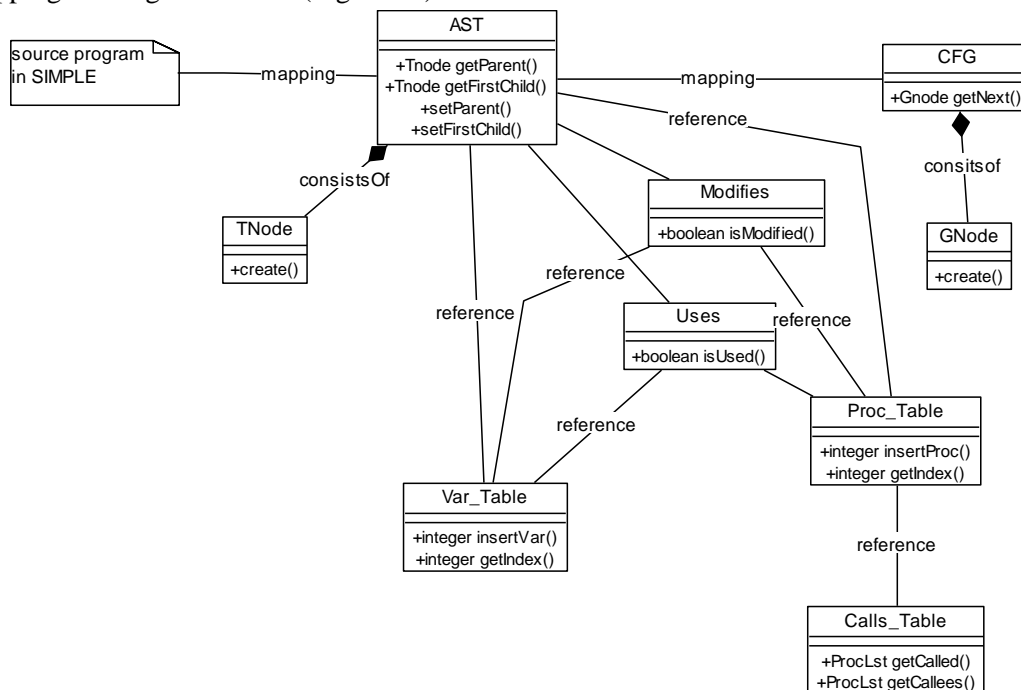 AST
source program
in SIMPLE
mapping
+Tnode getParent()
+Tnode getFirstChild()
+setParent()
+setFirstChild()
mapping
CFG
+Gnode getNext()
reference
consistsOf
consitsof
Modifies
+boolean isModified()
TNode
+create()
GNode
+create()
reference
reference
Uses
+boolean isUsed()
reference
reference
Proc_Table
+integer insertProc()
+integer getIndex()
Var_Table
+integer insertVar()
+integer getIndex()
reference
Calls_Table
+ProcLst getCalled()
+ProcLst getCallees()